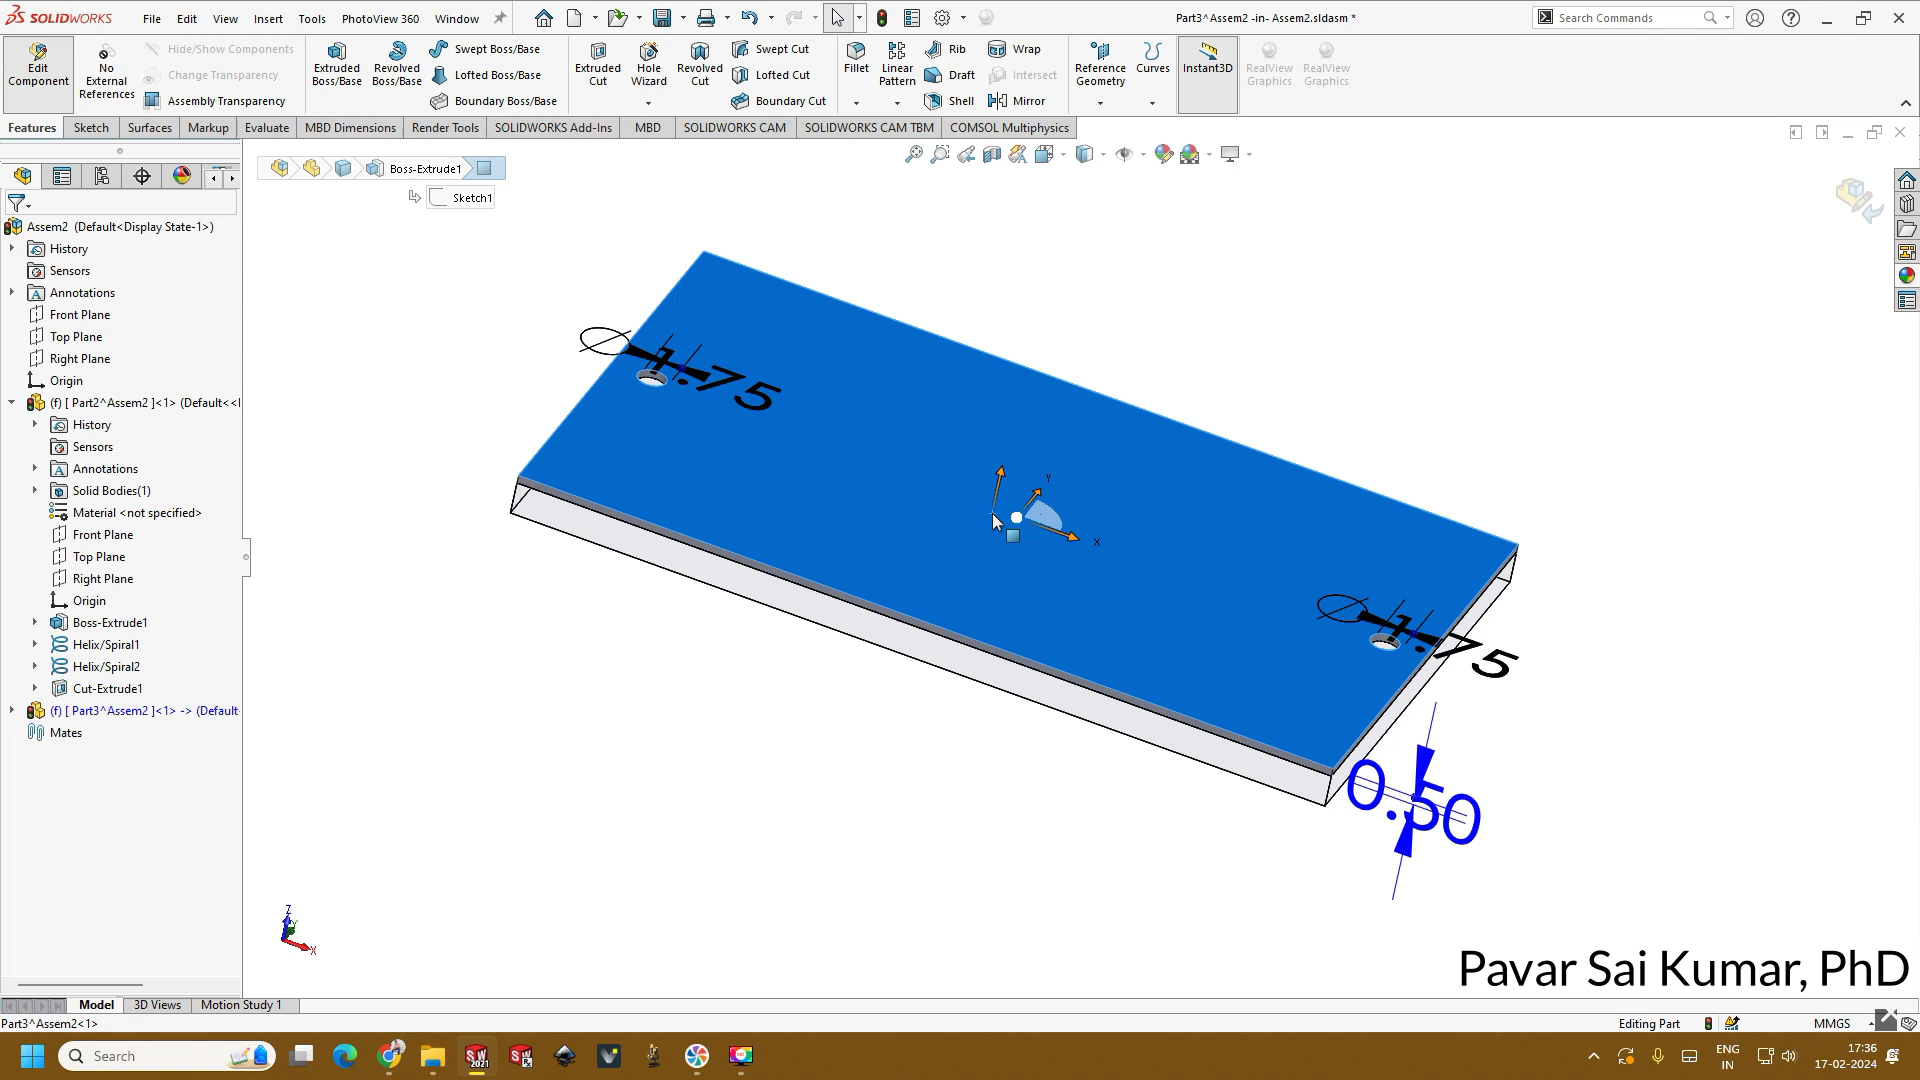 SOLIDWORKS
File Edit View Insert Tools PhotoView 360 Window
Part3^Assem2 -in- Assem2.sldasm *
Search Commands
Edit Component
No External References
Hide/Show Components
Change Transparency
Assembly Transparency
Extruded Boss/Base
Revolved Boss/Base
Swept Boss/Base
Lofted Boss/Base
Boundary Boss/Base
Extruded Cut
Hole Wizard
Revolved Cut
Swept Cut
Lofted Cut
Boundary Cut
Fillet
Linear Pattern
Rib
Draft
Shell
Wrap
Intersect
Mirror
Reference Geometry
Curves
Instant3D
RealView Graphics
RealView Graphics
Features Sketch Surfaces Markup Evaluate MBD Dimensions Render Tools SOLIDWORKS Add-Ins MBD SOLIDWORKS CAM SOLIDWORKS CAM TBM COMSOL Multiphysics
Boss-Extrude1
Sketch1
Assem2 (Default<Display State-1>)
History
Sensors
Annotations
Front Plane
Top Plane
Right Plane
Origin
(f) [ Part2^Assem2 ]<1> (Default<<
History
Sensors
Annotations
Solid Bodies(1)
Material <not specified>
Front Plane
Top Plane
Right Plane
Origin
Boss-Extrude1
Helix/Spiral1
Helix/Spiral2
Cut-Extrude1
(f) [ Part3^Assem2 ]<1> -> (Default
Mates
1.75
Y
X
1.75
0.50
Z
Y
X
Pavar Sai Kumar, PhD
Model 3D Views Motion Study 1
Part3^Assem2<1>
Editing Part
MMGS
Search
SW 2021
ENG IN
17:36
17-02-2024